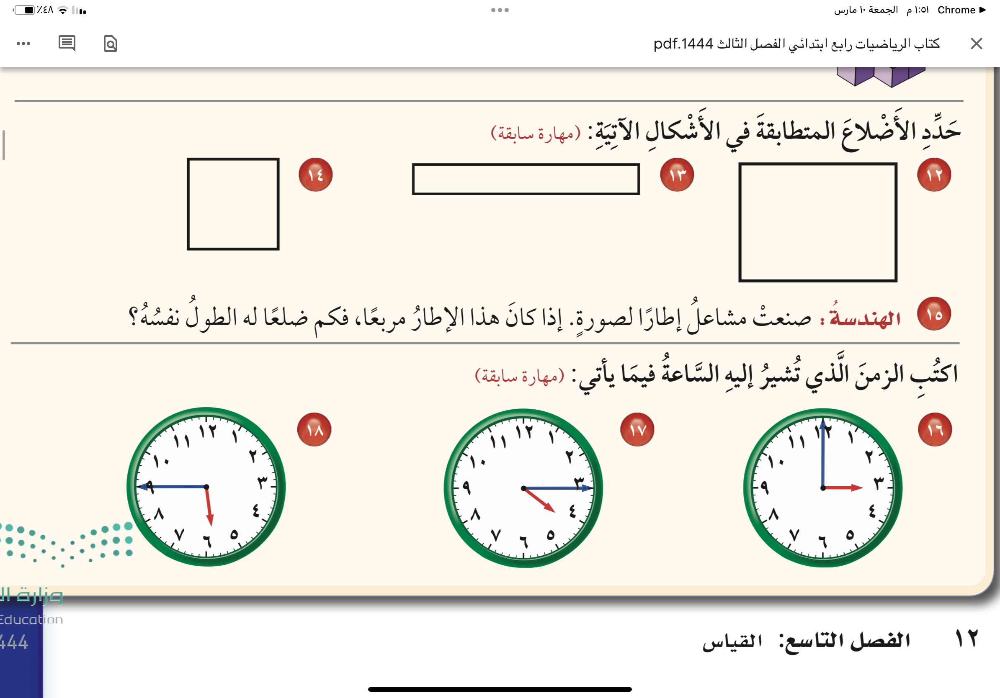 Chrome ١:٥١ م الجمعة ١٠ مارس
٪٤٨
كتاب الرياضيات رابع ابتدائي الفصل الثالث 1444.pdf
حَدِّدِ الأَضْلاعَ المتطابقةَ في الأَشْكالِ الآتِيَةِ: (مهارة سابقة)
١٢
١٣
١٤
١٥ الهندسةُ: صنعتْ مشاعلُ إطارًا لصورةٍ. إذا كانَ هذا الإطارُ مربعًا، فكم ضلعًا له الطولُ نفسُهُ؟
اكتُبِ الزمنَ الَّذي تُشيرُ إليهِ السَّاعةُ فيمَا يأتي: (مهارة سابقة)
١٦
١٢ ١ ٢ ٣ ٤ ٥ ٦ ٧ ٨ ٩ ١٠ ١١
١٧
١٢ ١ ٢ ٣ ٤ ٥ ٦ ٧ ٨ ٩ ١٠ ١١
١٨
١٢ ١ ٢ ٣ ٤ ٥ ٦ ٧ ٨ ٩ ١٠ ١١
وزارة
Education
444
١٢ الفصل التاسع: القياس